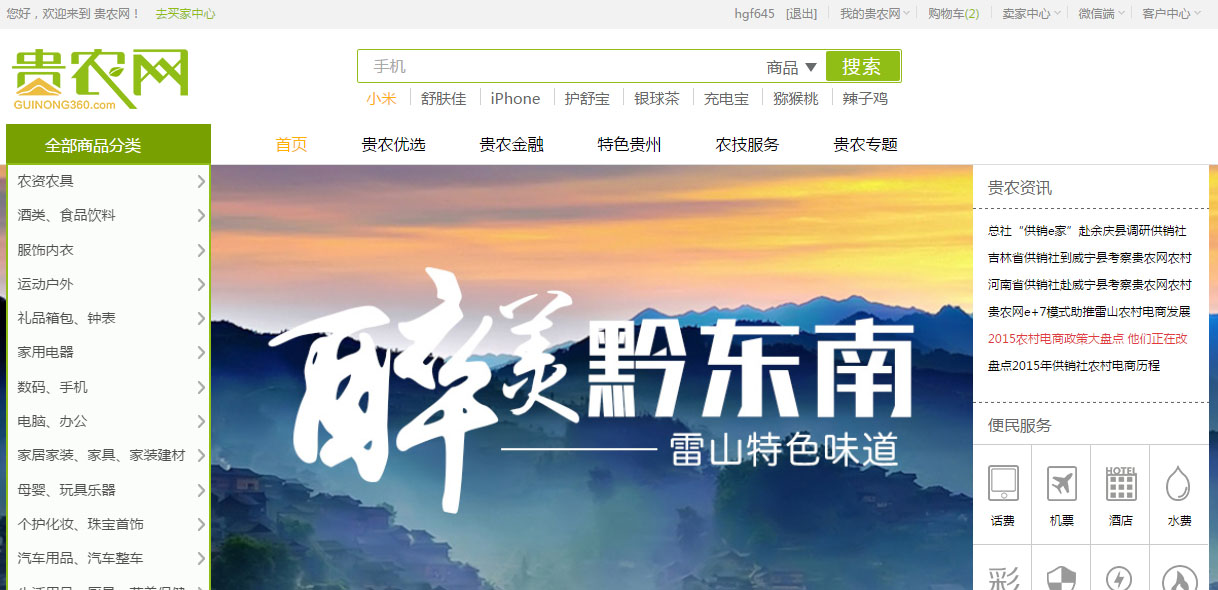 您好，欢迎来到 贵农网！ 去买家中心 hgf645 [退出] 我的贵农网 购物车(2) 卖家中心 微信端 客户中心
贵农网
GUINONG360.com
手机 商品 搜索
小米 舒肤佳 iPhone 护舒宝 银球茶 充电宝 猕猴桃 辣子鸡
全部商品分类 首页 贵农优选 贵农金融 特色贵州 农技服务 贵农专题
农资农具
酒类、食品饮料
服饰内衣
运动户外
礼品箱包、钟表
家用电器
数码、手机
电脑、办公
家居家装、家具、家装建材
母婴、玩具乐器
个护化妆、珠宝首饰
汽车用品、汽车整车
醉美黔东南
雷山特色味道
贵农资讯
总社“供销e家”赴余庆县调研供销社
吉林省供销社到威宁县考察贵农网农村
河南省供销社赴威宁县考察贵农网农村
贵农网e+7模式助推雷山农村电商发展
2015农村电商政策大盘点 他们正在改
盘点2015年供销社农村电商历程
便民服务
HOTEL
话费 机票 酒店 水费
彩